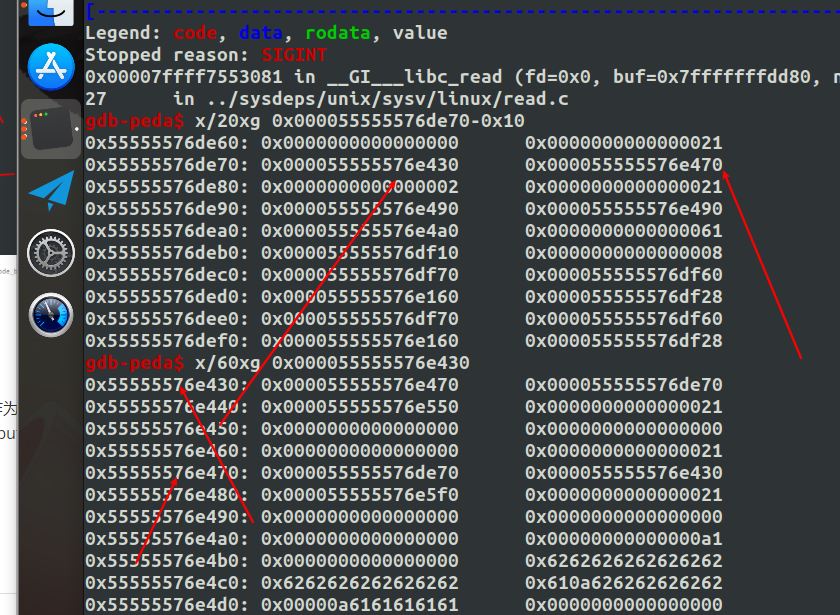 [------------------------------------------------------------
Legend: code, data, rodata, value
Stopped reason: SIGINT
0x00007ffff7553081 in __GI___libc_read (fd=0x0, buf=0x7fffffffdd80, n
27      in ../sysdeps/unix/sysv/linux/read.c
gdb-peda$ x/20xg 0x000055555576de70-0x10
0x55555576de60: 0x0000000000000000      0x0000000000000021
0x55555576de70: 0x000055555576e430      0x000055555576e470
0x55555576de80: 0x0000000000000002      0x0000000000000021
0x55555576de90: 0x000055555576e490      0x000055555576e490
0x55555576dea0: 0x000055555576e4a0      0x0000000000000061
0x55555576deb0: 0x000055555576df10      0x0000000000000008
0x55555576dec0: 0x000055555576df70      0x000055555576df60
0x55555576ded0: 0x000055555576e160      0x000055555576df28
0x55555576dee0: 0x000055555576df70      0x000055555576df60
0x55555576def0: 0x000055555576e160      0x000055555576df28
gdb-peda$ x/60xg 0x000055555576e430
0x55555576e430: 0x000055555576e470      0x000055555576de70
0x55555576e440: 0x000055555576e550      0x0000000000000021
0x55555576e450: 0x0000000000000000      0x0000000000000000
0x55555576e460: 0x0000000000000000      0x0000000000000021
0x55555576e470: 0x000055555576de70      0x000055555576e430
0x55555576e480: 0x000055555576e5f0      0x0000000000000021
0x55555576e490: 0x0000000000000000      0x0000000000000000
0x55555576e4a0: 0x0000000000000000      0x00000000000000a1
0x55555576e4b0: 0x0000000000000000      0x6262626262626262
0x55555576e4c0: 0x6262626262626262      0x610a626262626262
0x55555576e4d0: 0x00000a6161616161      0x0000000000000000